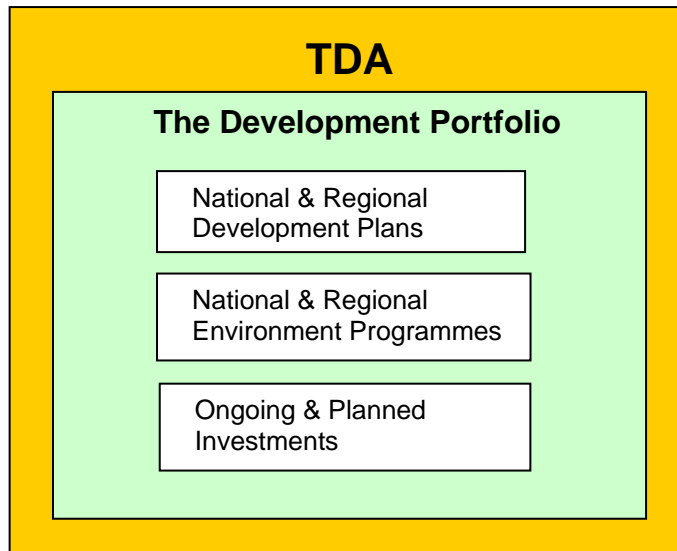 TDA
The Development Portfolio
National & Regional
Development Plans
National & Regional
Environment Programmes
Ongoing & Planned
Investments